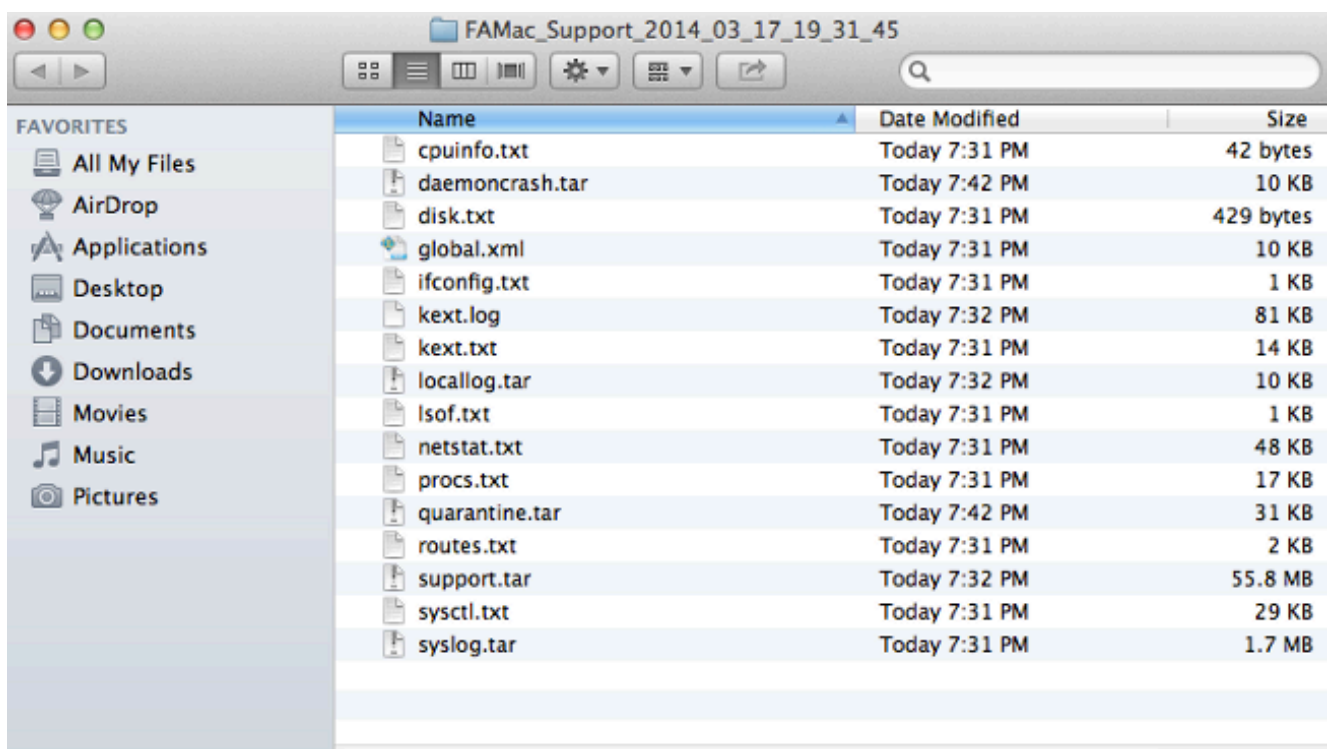 FAMac_Support_2014_03_17_19_31_45
FAVORITES
All My Files
AirDrop
Applications
Desktop
Documents
Downloads
Movies
Music
Pictures
Name Date Modified Size
cpuinfo.txt Today 7:31 PM 42 bytes
daemoncrash.tar Today 7:42 PM 10 KB
disk.txt Today 7:31 PM 429 bytes
global.xml Today 7:31 PM 10 KB
ifconfig.txt Today 7:31 PM 1 KB
kext.log Today 7:32 PM 81 KB
kext.txt Today 7:31 PM 14 KB
locallog.tar Today 7:32 PM 10 KB
lsof.txt Today 7:31 PM 1 KB
netstat.txt Today 7:31 PM 48 KB
procs.txt Today 7:31 PM 17 KB
quarantine.tar Today 7:42 PM 31 KB
routes.txt Today 7:31 PM 2 KB
support.tar Today 7:32 PM 55.8 MB
sysctl.txt Today 7:31 PM 29 KB
syslog.tar Today 7:31 PM 1.7 MB